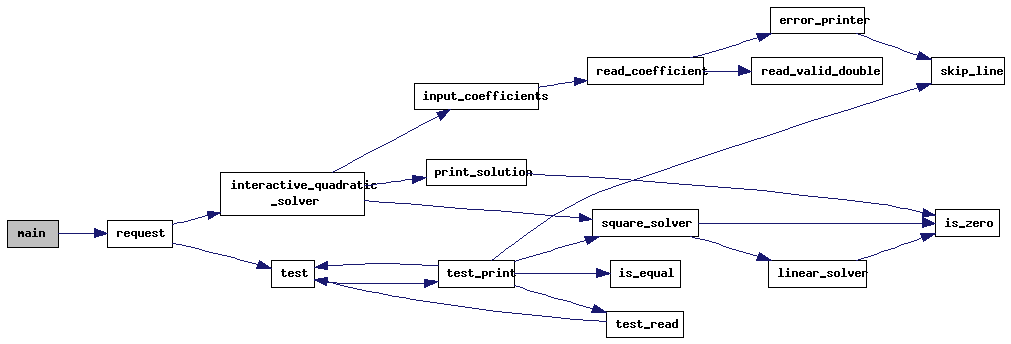 error_printer
read_coefficient
read_valid_double
skip_line
input_coefficients
print_solution
interactive_quadratic
_solver
main
request
square_solver
is_zero
test
test_print
is_equal
linear_solver
test_read